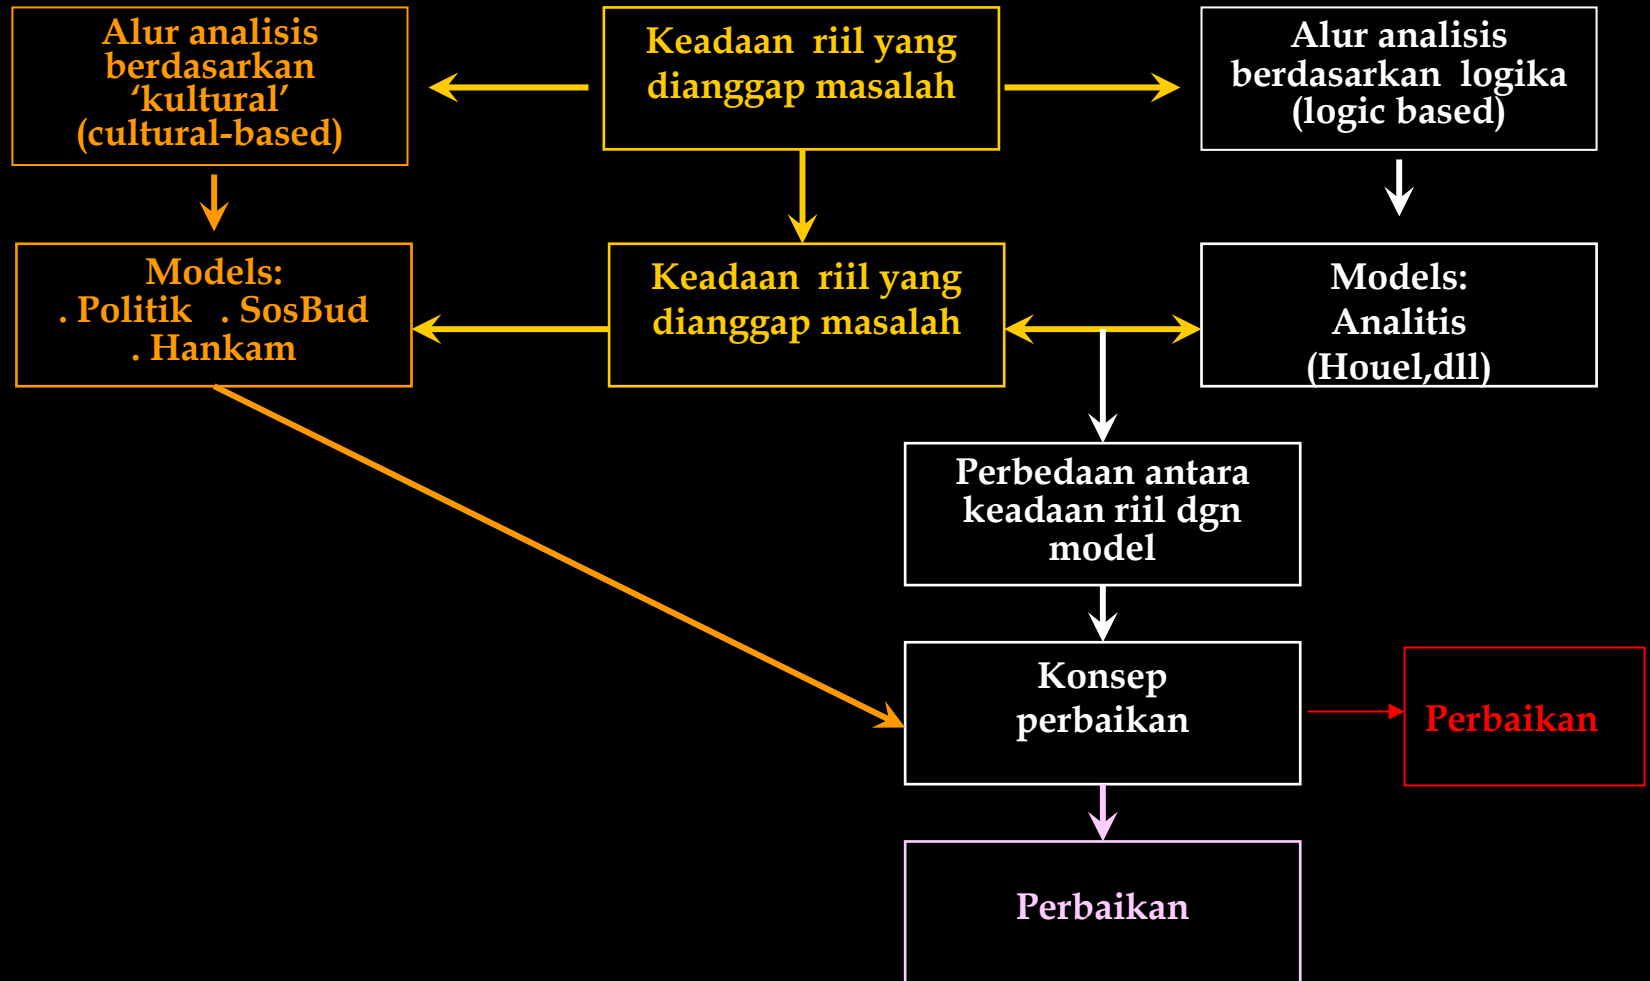 Alur analisis
berdasarkan
‘kultural’
(cultural-based)
Keadaan riil yang
dianggap masalah
Alur analisis
berdasarkan logika
(logic based)
Models:
. Politik . SosBud
. Hankam
Keadaan riil yang
dianggap masalah
Models:
Analitis
(Houel,dll)
Perbedaan antara
keadaan riil dgn
model
Konsep
perbaikan
Perbaikan
Perbaikan